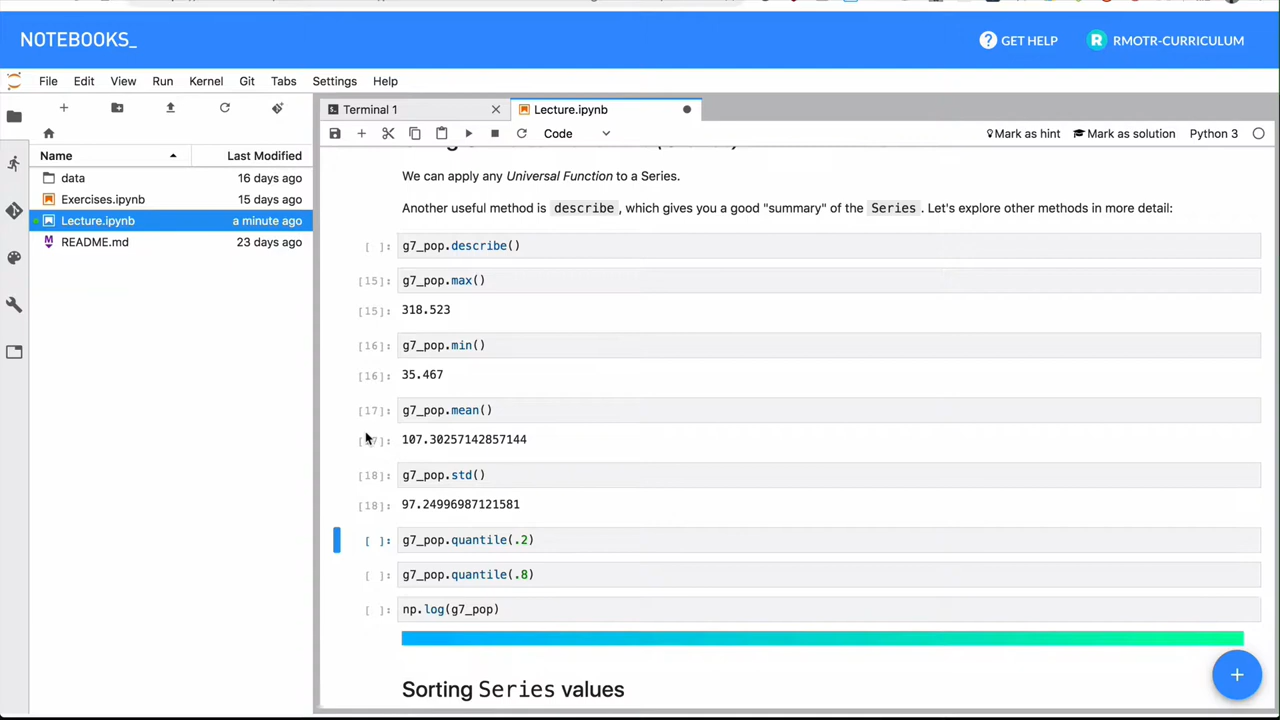 NOTEBOOKS_
GET HELP
R RMOTR-CURRICULUM
File Edit View Run Kernel Git Tabs Settings Help
Name Last Modified
data 16 days ago
Exercises.ipynb 15 days ago
Lecture.ipynb a minute ago
README.md 23 days ago
Terminal 1
Lecture.ipynb
Code
Mark as hint Mark as solution Python 3
We can apply any Universal Function to a Series.
Another useful method is describe, which gives you a good "summary" of the Series. Let's explore other methods in more detail:
[ ]: g7_pop.describe()
[15]: g7_pop.max()
[15]: 318.523
[16]: g7_pop.min()
[16]: 35.467
[17]: g7_pop.mean()
107.30257142857144
[18]: g7_pop.std()
[18]: 97.24996987121581
[ ]: g7_pop.quantile(.2)
[ ]: g7_pop.quantile(.8)
[ ]: np.log(g7_pop)
Sorting Series values